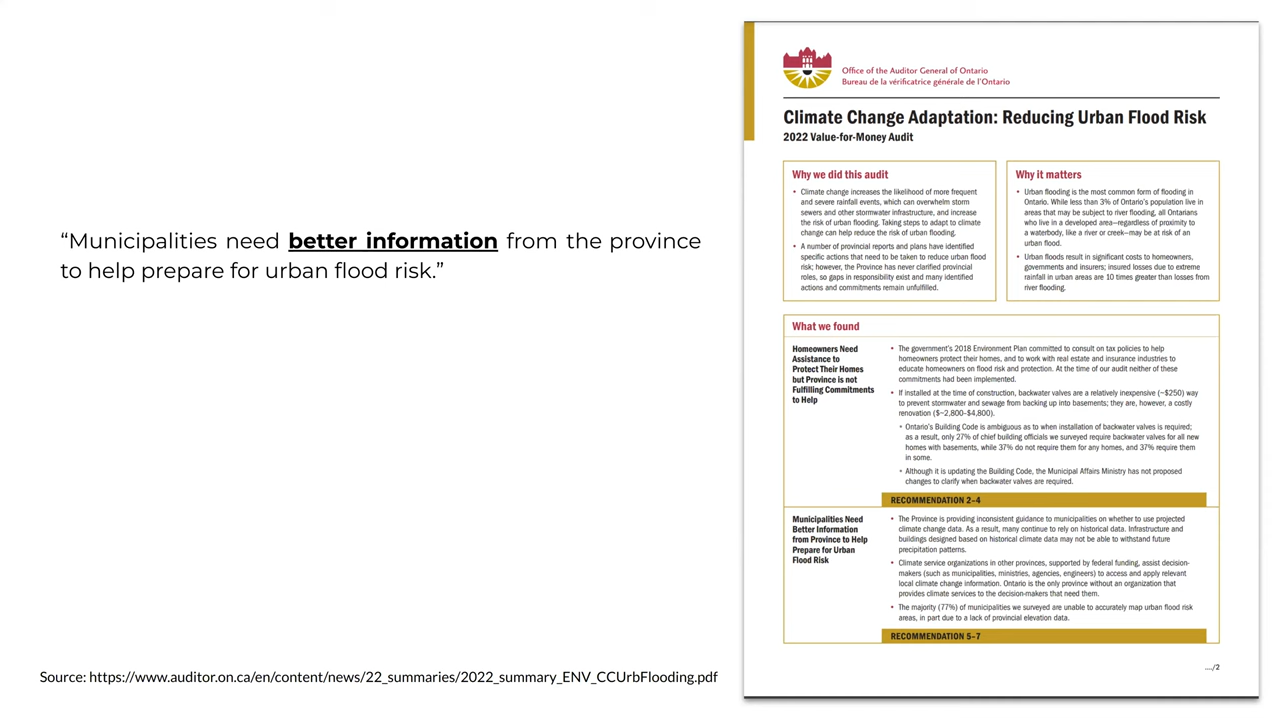 “Municipalities need better information from the province
to help prepare for urban flood risk.”
Source: https://www.auditor.on.ca/en/content/news/22_summaries/2022_summary_ENV_CCUrbFlooding.pdf
Office of the Auditor General of Ontario
Bureau de la vérificatrice générale de l’Ontario
Climate Change Adaptation: Reducing Urban Flood Risk
2022 Value-for-Money Audit
Why we did this audit
• Climate change increases the likelihood of more frequent
and severe rainfall events, which can overwhelm storm
sewers and other stormwater infrastructure, and increase
the risk of urban flooding. Taking steps to adapt to climate
change can help reduce the risk of urban flooding.
• A number of provincial reports and plans have identified
specific actions that need to be taken to reduce urban flood
risk; however, the Province has never clarified provincial
roles, so gaps in responsibility exist and many identified
actions and commitments remain unfulfilled.
Why it matters
• Urban flooding is the most common form of flooding in
Ontario. While less than 3% of Ontario’s population live in
areas that may be subject to river flooding, all Ontarians
who live in a developed area—regardless of proximity to
a waterbody, like a river or creek—may be at risk of an
urban flood.
• Urban floods result in significant costs to homeowners,
governments and insurers; insured losses due to extreme
rainfall in urban areas are 10 times greater than losses from
river flooding.
What we found
Homeowners Need
Assistance to
Protect Their Homes
but Province is not
Fulfilling Commitments
to Help
• The government’s 2018 Environment Plan committed to consult on tax policies to help
homeowners protect their homes, and to work with real estate and insurance industries to
educate homeowners on flood risk and protection. At the time of our audit neither of these
commitments had been implemented.
• If installed at the time of construction, backwater valves are a relatively inexpensive (~$250) way
to prevent stormwater and sewage from backing up into basements; they are, however, a costly
renovation ($~2,800–$4,800).
• Ontario’s Building Code is ambiguous as to when installation of backwater valves is required;
as a result, only 27% of chief building officials we surveyed require backwater valves for all new
homes with basements, while 37% do not require them for any homes, and 37% require them
in some.
• Although it is updating the Building Code, the Municipal Affairs Ministry has not proposed
changes to clarify when backwater valves are required.
RECOMMENDATION 2–4
Municipalities Need
Better Information
from Province to Help
Prepare for Urban
Flood Risk
• The Province is providing inconsistent guidance to municipalities on whether to use projected
climate change data. As a result, many continue to rely on historical data. Infrastructure and
buildings designed based on historical climate data may not be able to withstand future
precipitation patterns.
• Climate service organizations in other provinces, supported by federal funding, assist decision-
makers (such as municipalities, ministries, agencies, engineers) to access and apply relevant
local climate change information. Ontario is the only province without an organization that
provides climate services to the decision-makers that need them.
• The majority (77%) of municipalities we surveyed are unable to accurately map urban flood risk
areas, in part due to a lack of provincial elevation data.
RECOMMENDATION 5–7
…/2